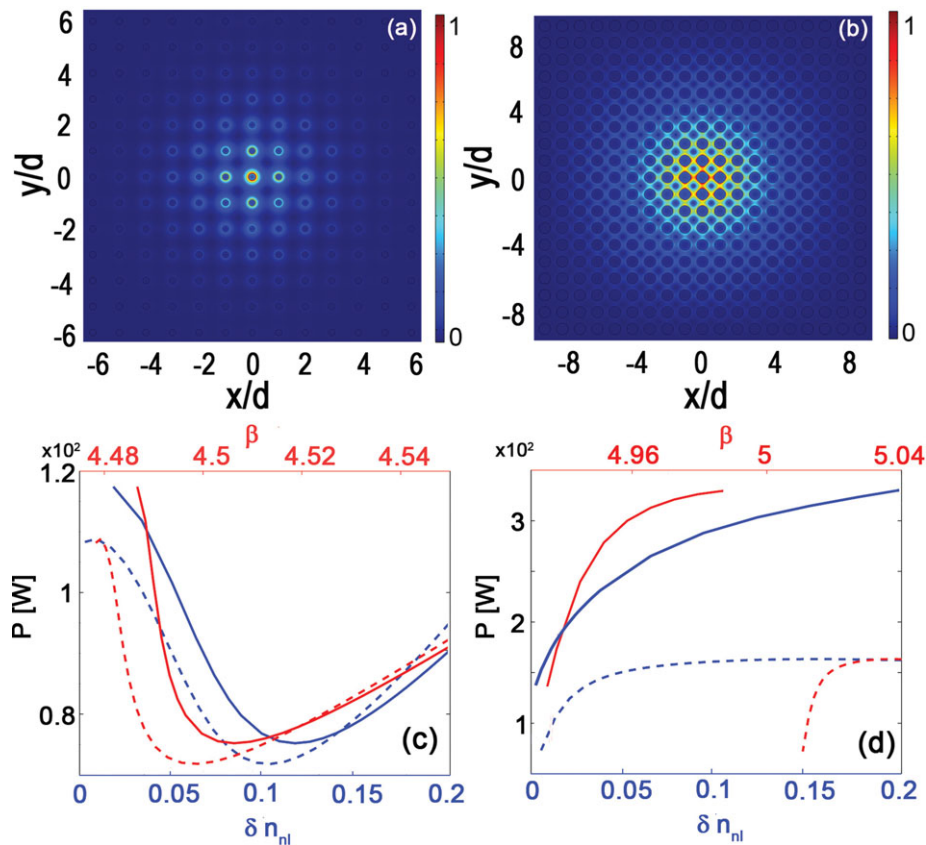 (a)
6
4
2
0
-2
-4
-6
y/d
-6 -4 -2 0 2 4 6
x/d
1
0
(b)
8
4
0
-4
-8
y/d
-8 -4 0 4 8
x/d
1
0
β
x10² 4.48 4.50 4.52 4.54
1.2
1
0.8
P [W]
(c)
0 0.05 0.1 0.15 0.2
δ n nl
β
x10² 4.96 5 5.04
3
2
1
P [W]
(d)
0 0.05 0.1 0.15 0.2
δ n nl